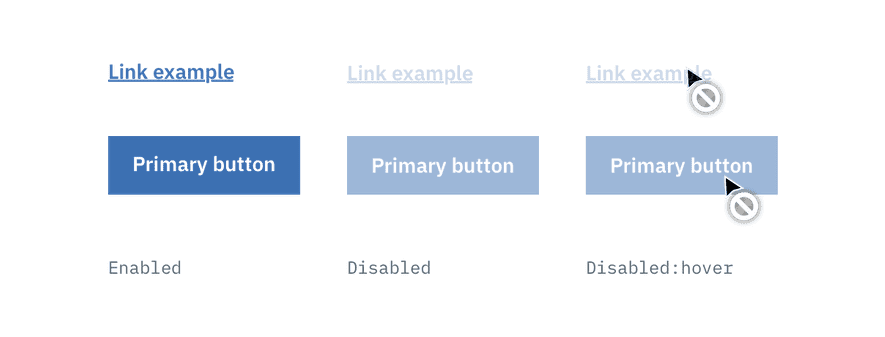 Link example Link example Link example
Primary button Primary button Primary button
Enabled Disabled Disabled:hover